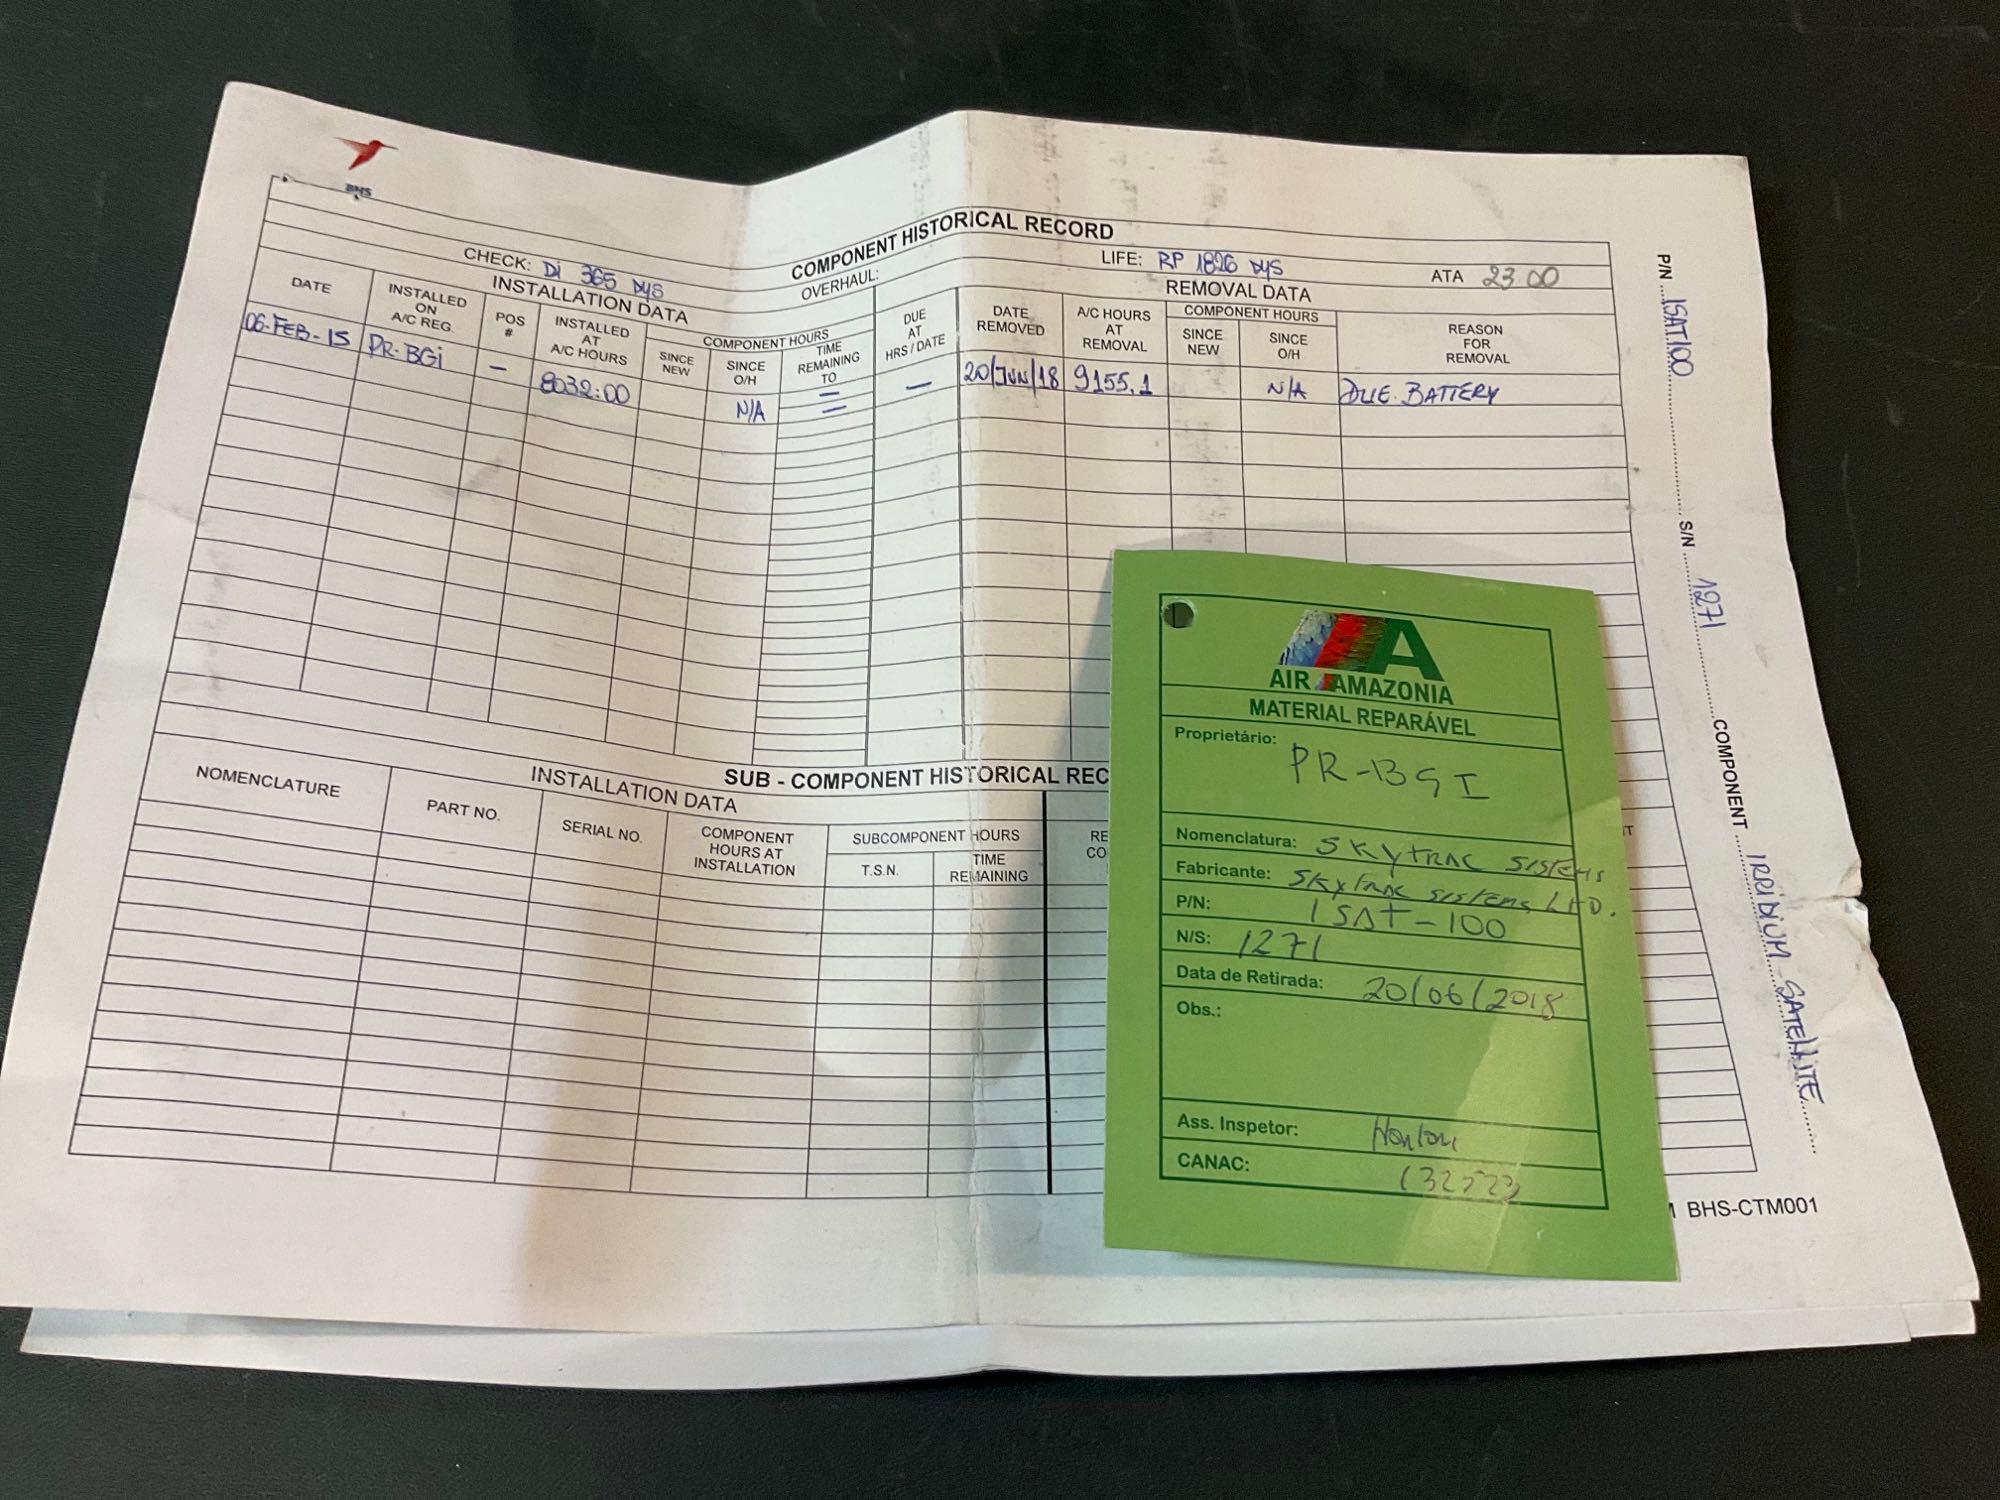 BHS
COMPONENT HISTORICAL RECORD
CHECK: Di 365 DYS
OVERHAUL:
LIFE: RP 1826 DYS
ATA 23.00
INSTALLATION DATA
REMOVAL DATA
DATE
INSTALLED ON A/C REG.
POS #
INSTALLED AT A/C HOURS
COMPONENT HOURS
SINCE NEW
SINCE O/H
TIME REMAINING TO
DUE AT HRS / DATE
DATE REMOVED
A/C HOURS AT REMOVAL
COMPONENT HOURS
SINCE NEW
SINCE O/H
REASON FOR REMOVAL
06-FEB-15 PR-BGi - 8032:00 N/A - - - 20/JUN/18 9155.1 N/A DUE BATTERY
SUB - COMPONENT HISTORICAL REC
INSTALLATION DATA
NOMENCLATURE
PART NO.
SERIAL NO.
COMPONENT HOURS AT INSTALLATION
SUBCOMPONENT HOURS
T.S.N.
TIME REMAINING
RE
CO
P/N ISAT100 S/N 1271 COMPONENT IRRIDIUM SATELLITE
BHS-CTM001
AIR AMAZONIA
MATERIAL REPARÁVEL
Proprietário: PR-BGI
Nomenclatura: SKYTRAC SISTEMS
Fabricante: SKYTRAC SISTEMS LTD.
P/N: ISAT-100
N/S: 1271
Data de Retirada: 20/06/2018
Obs.:
Ass. Inspetor:
CANAC: